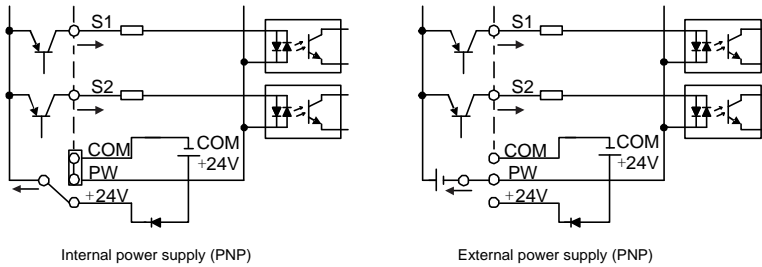 S1
S2
COM
PW
+24V
COM
+24V
Internal power supply (PNP)
S1
S2
COM
PW
+24V
COM
+24V
External power supply (PNP)